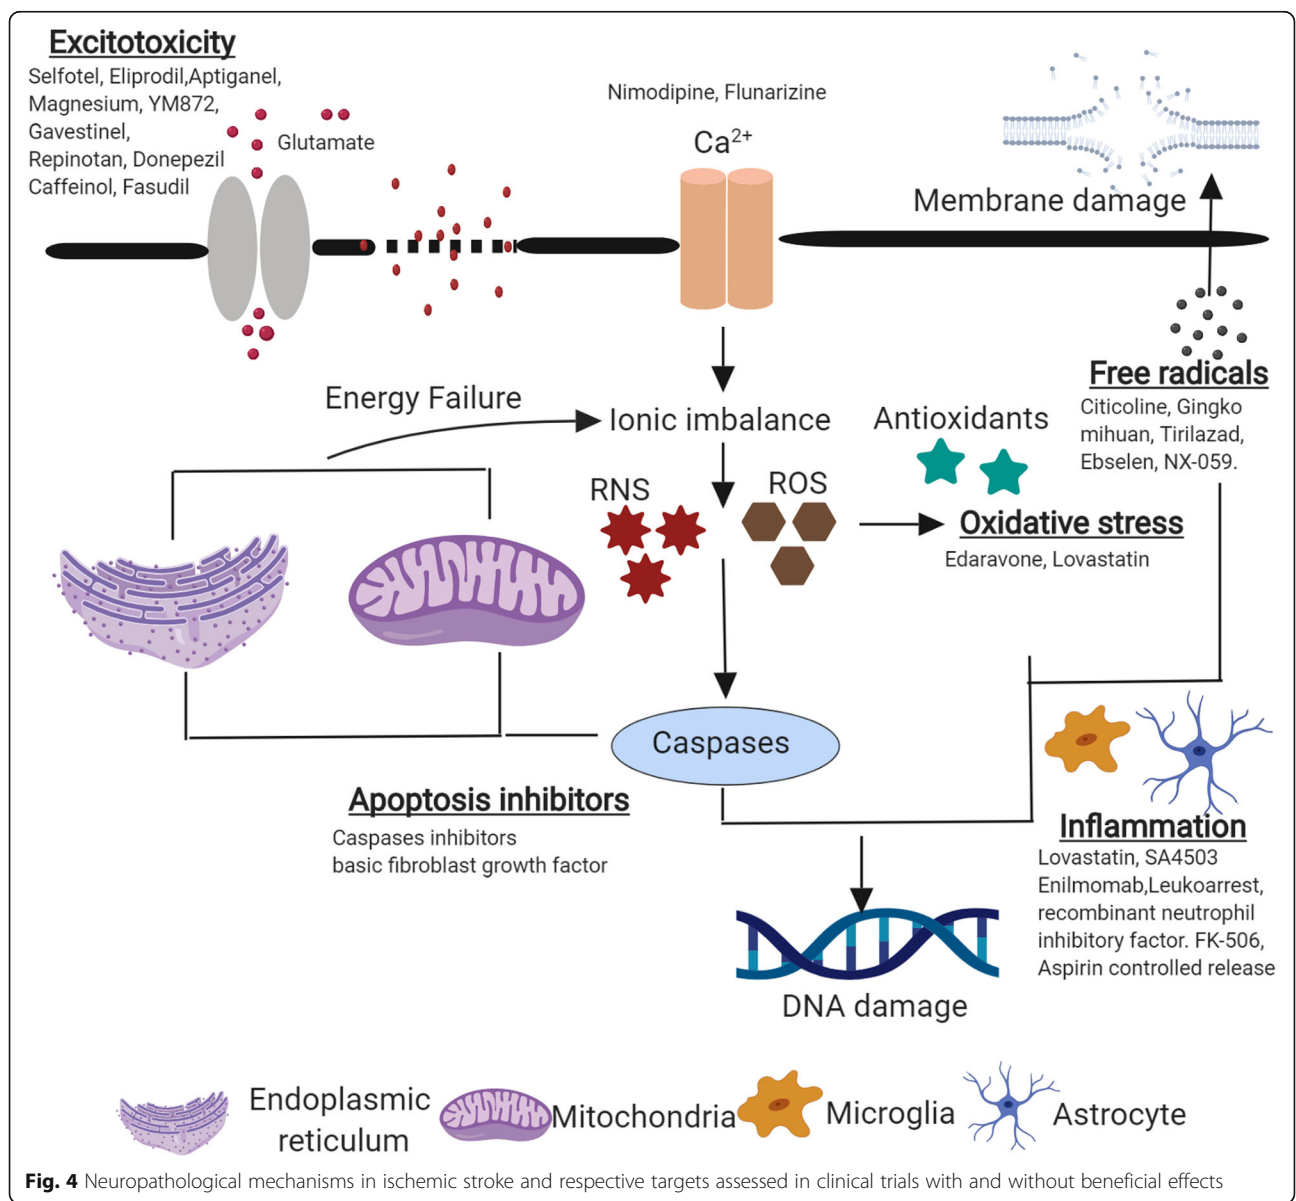 Excitotoxicity
Selfotel, Eliprodil,Aptiganel,
Magnesium, YM872,
Gavestinel,
Repinotan, Donepezil
Caffeinol, Fasudil
Glutamate
Nimodipine, Flunarizine
Ca2+
Membrane damage
Free radicals
Citicoline, Gingko
mihuan, Tirilazad,
Ebselen, NX-059.
Energy Failure
Ionic imbalance
Antioxidants
RNS
ROS
Oxidative stress
Edaravone, Lovastatin
Caspases
Apoptosis inhibitors
Caspases inhibitors
basic fibroblast growth factor
Inflammation
Lovastatin, SA4503
Enilmomab,Leukoarrest,
recombinant neutrophil
inhibitory factor. FK-506,
Aspirin controlled release
DNA damage
Endoplasmic
reticulum
Mitochondria
Microglia
Astrocyte
Fig. 4 Neuropathological mechanisms in ischemic stroke and respective targets assessed in clinical trials with and without beneficial effects